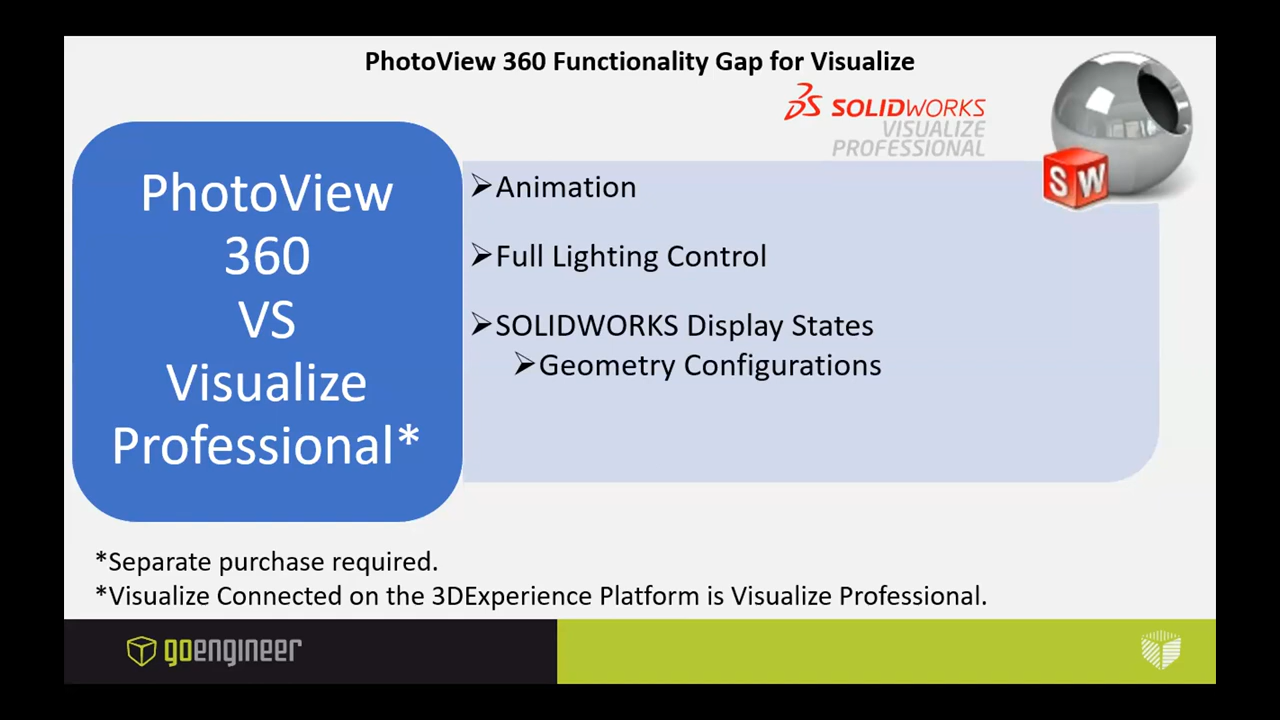 PhotoView 360 Functionality Gap for Visualize
SOLIDWORKS
VISUALIZE
PROFESSIONAL
SW
PhotoView
360
VS
Visualize
Professional*
➢Animation
➢Full Lighting Control
➢SOLIDWORKS Display States
➢Geometry Configurations
*Separate purchase required.
*Visualize Connected on the 3DExperience Platform is Visualize Professional.
goengineer